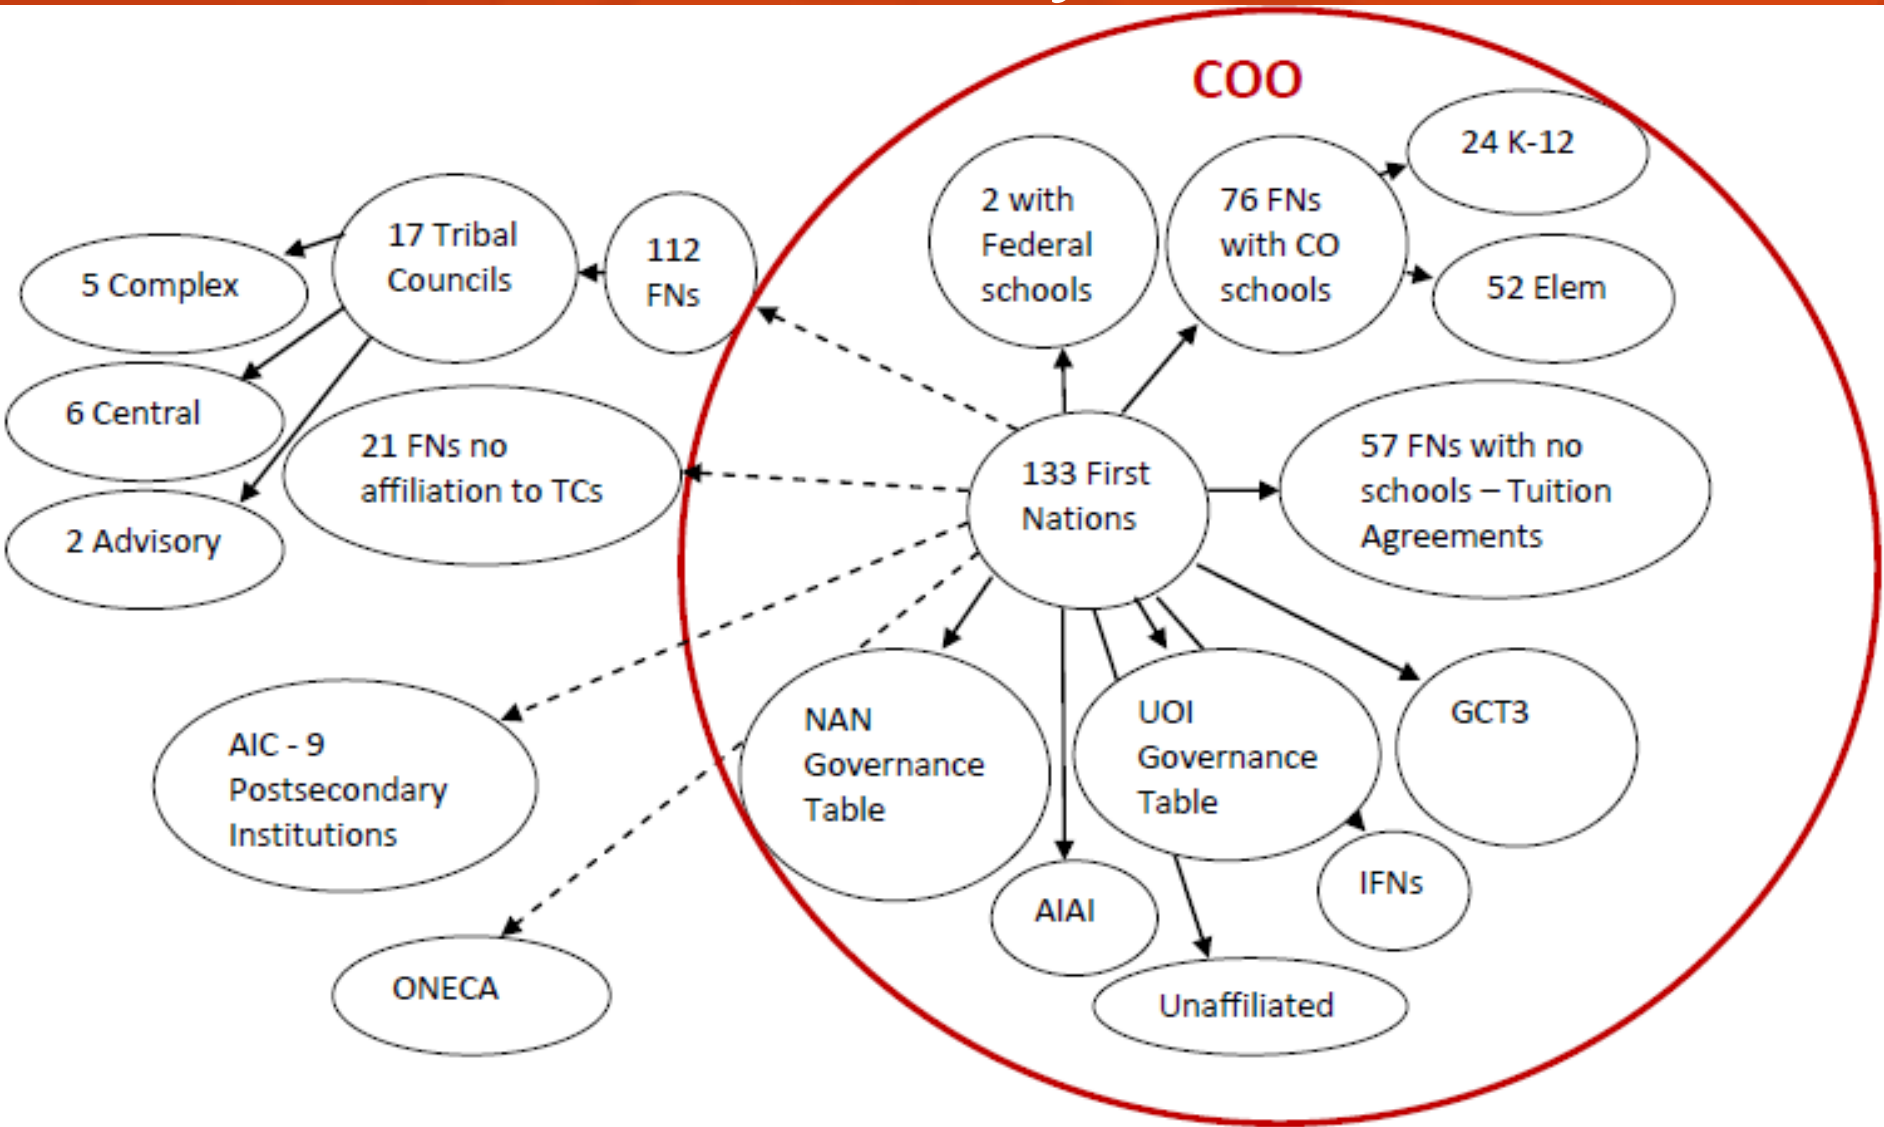 COO
24 K-12
2 with
Federal
schools
76 FNs
with CO
schools
52 Elem
17 Tribal
Councils
112
FNs
5 Complex
6 Central
2 Advisory
21 FNs no
affiliation to TCs
133 First
Nations
57 FNs with no
schools – Tuition
Agreements
AIC - 9
Postsecondary
Institutions
NAN
Governance
Table
UOI
Governance
Table
GCT3
AIAI
IFNs
ONECA
Unaffiliated